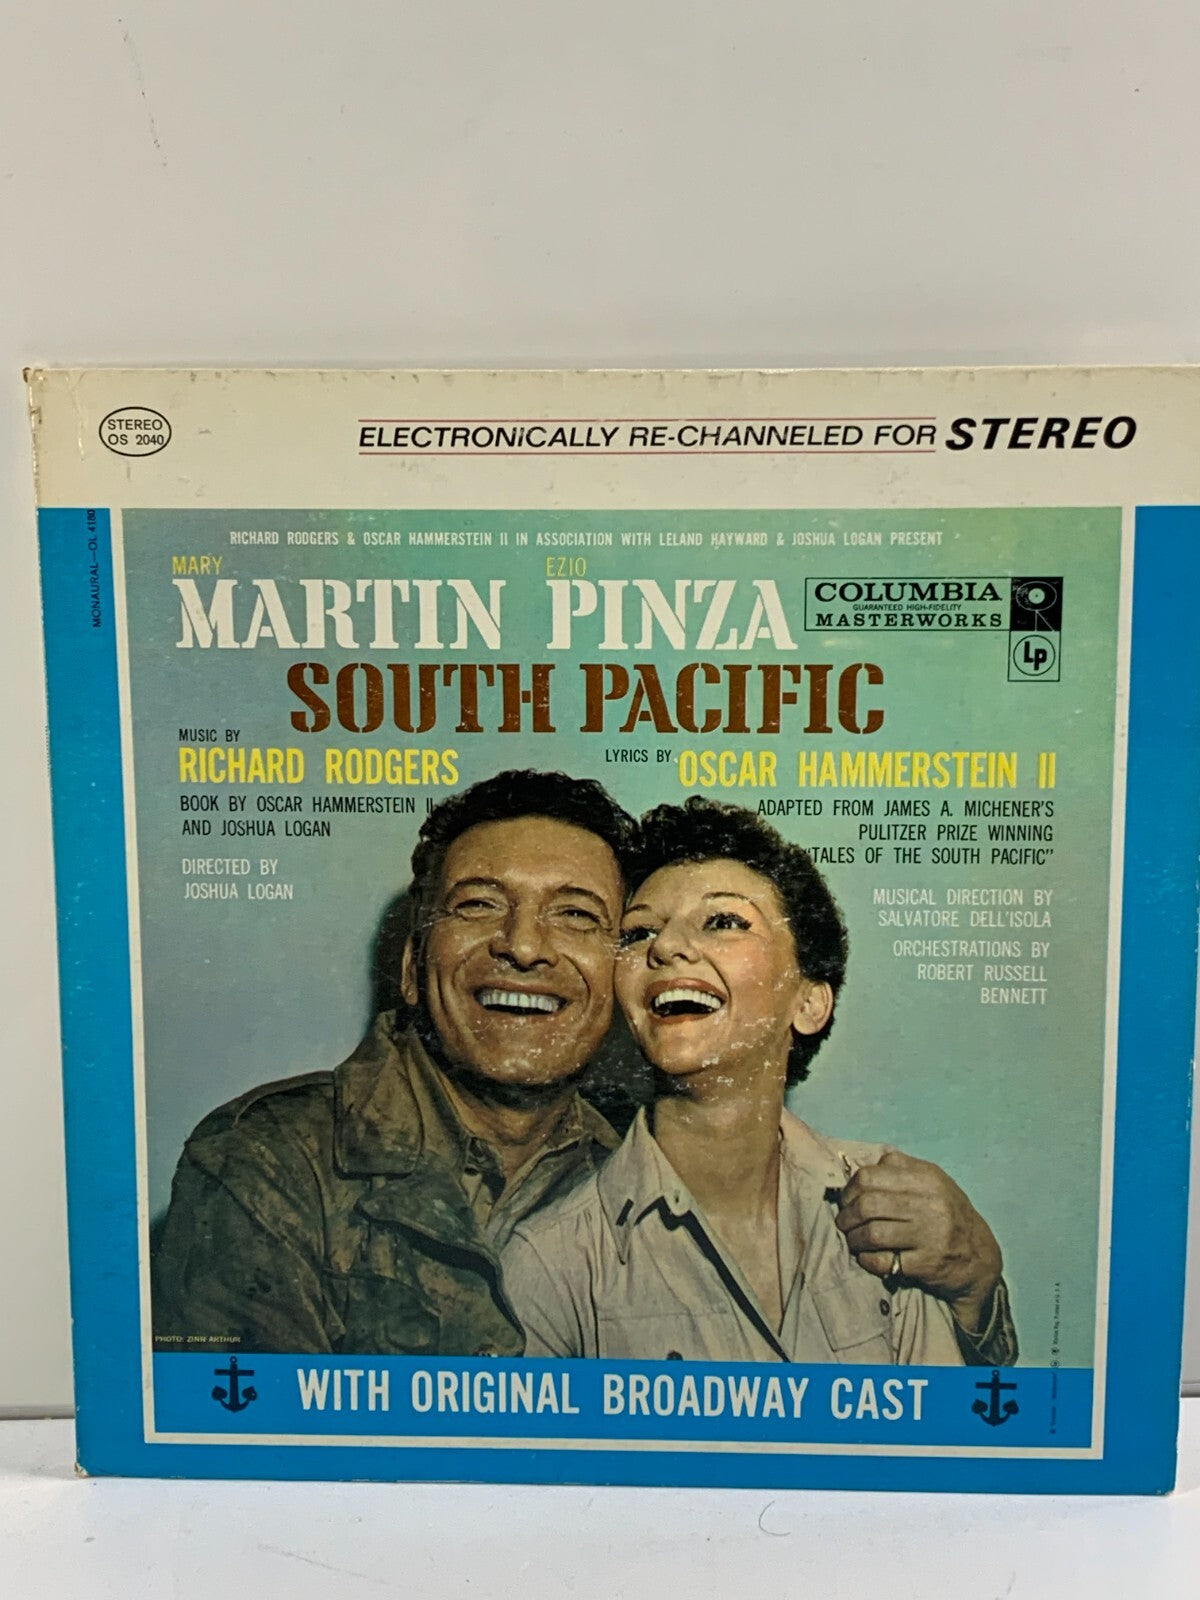 STEREO
OS 2040
ELECTRONICALLY RE-CHANNELED FOR STEREO
MONAURAL—OL 4180
RICHARD RODGERS & OSCAR HAMMERSTEIN II IN ASSOCIATION WITH LELAND HAYWARD & JOSHUA LOGAN PRESENT
MARY EZIO
MARTIN PINZA
COLUMBIA
GUARANTEED HIGH-FIDELITY
MASTERWORKS
Lp
SOUTH PACIFIC
MUSIC BY
RICHARD RODGERS
LYRICS BY OSCAR HAMMERSTEIN II
BOOK BY OSCAR HAMMERSTEIN II
AND JOSHUA LOGAN
DIRECTED BY
JOSHUA LOGAN
ADAPTED FROM JAMES A. MICHENER'S
PULITZER PRIZE WINNING
"TALES OF THE SOUTH PACIFIC"
MUSICAL DIRECTION BY
SALVATORE DELL'ISOLA
ORCHESTRATIONS BY
ROBERT RUSSELL
BENNETT
PHOTO: ZINN ARTHUR
WITH ORIGINAL BROADWAY CAST